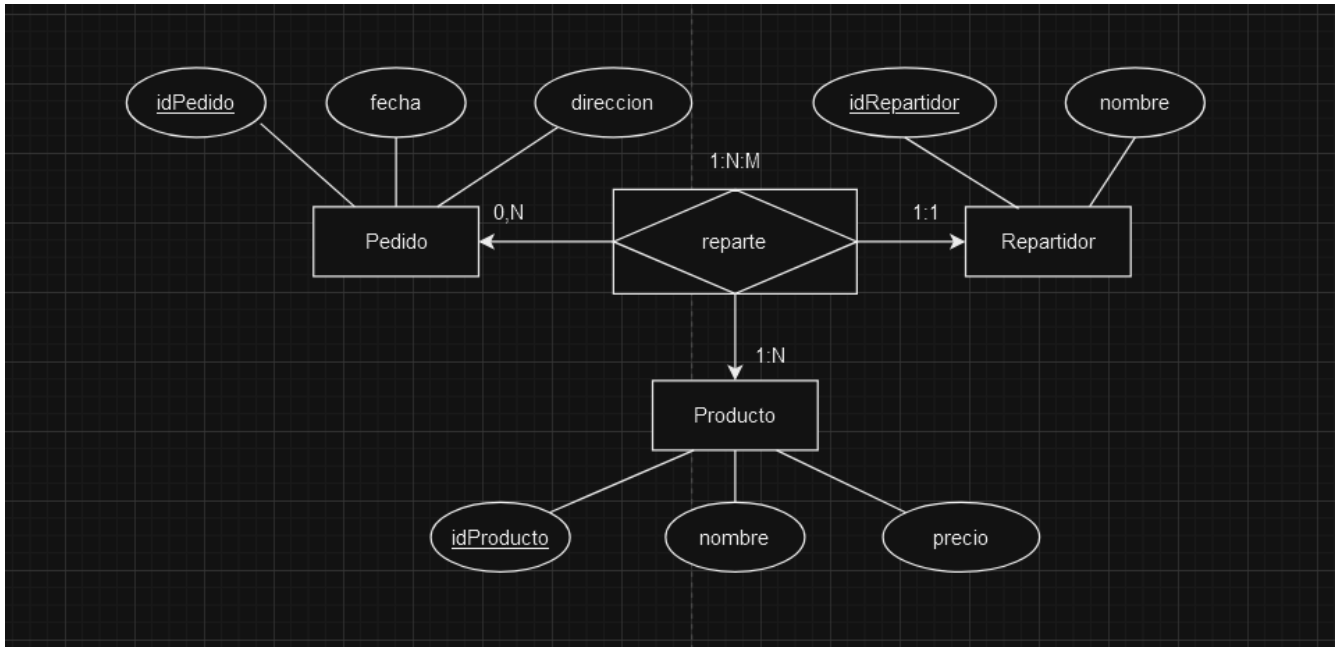 idPedido
fecha
direccion
idRepartidor
nombre
1:N:M
Pedido
0,N
reparte
1:1
Repartidor
1:N
Producto
idProducto
nombre
precio